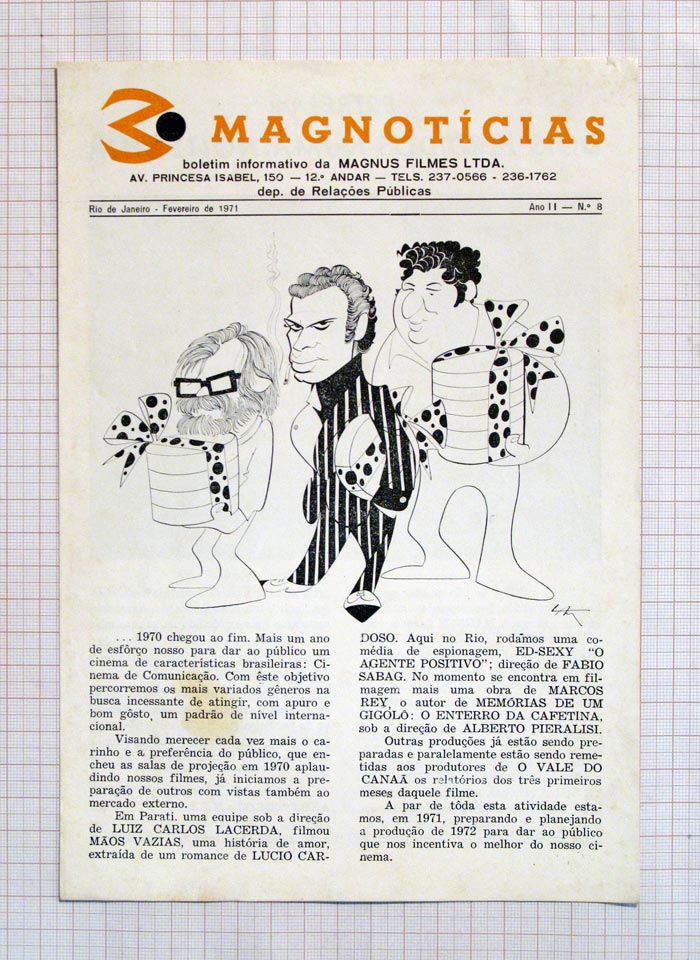 MAGNOTÍCIAS
boletim informativo da MAGNUS FILMES LTDA.
AV. PRINCESA ISABEL, 150 — 12.º ANDAR — TELS. 237-0566 - 236-1762
dep. de Relações Públicas
Rio de Janeiro - Fevereiro de 1971
Ano II — N.º 8
... 1970 chegou ao fim. Mais um ano
de esfôrço nosso para dar ao público um
cinema de características brasileiras: Ci-
nema de Comunicação. Com êste objetivo
percorremos os mais variados gêneros na
busca incessante de atingir, com apuro e
bom gôsto, um padrão de nível interna-
cional.
Visando merecer cada vez mais o ca-
rinho e a preferência do público, que en-
cheu as salas de projeção em 1970 aplau-
dindo nossos filmes, já iniciamos a pre-
paração de outros com vistas também ao
mercado externo.
Em Parati, uma equipe sob a direção
de LUIZ CARLOS LACERDA, filmou
MÃOS VAZIAS, uma história de amor,
extraída de um romance de LUCIO CAR-
DOSO. Aqui no Rio, rodamos uma co-
média de espionagem, ED-SEXY "O
AGENTE POSITIVO"; direção de FABIO
SABAG. No momento se encontra em fil-
magem mais uma obra de MARCOS
REY, o autor de MEMÓRIAS DE UM
GIGOLÔ: O ENTERRO DA CAFETINA,
sob a direção de ALBERTO PIERALISI.
Outras produções já estão sendo pre-
paradas e paralelamente estão sendo reme-
tidas aos produtores de O VALE DO
CANAÃ os relatórios dos três primeiros
meses daquele filme.
A par de tôda esta atividade esta-
mos, em 1971, preparando e planejando
a produção de 1972 para dar ao público
que nos incentiva o melhor do nosso ci-
nema.